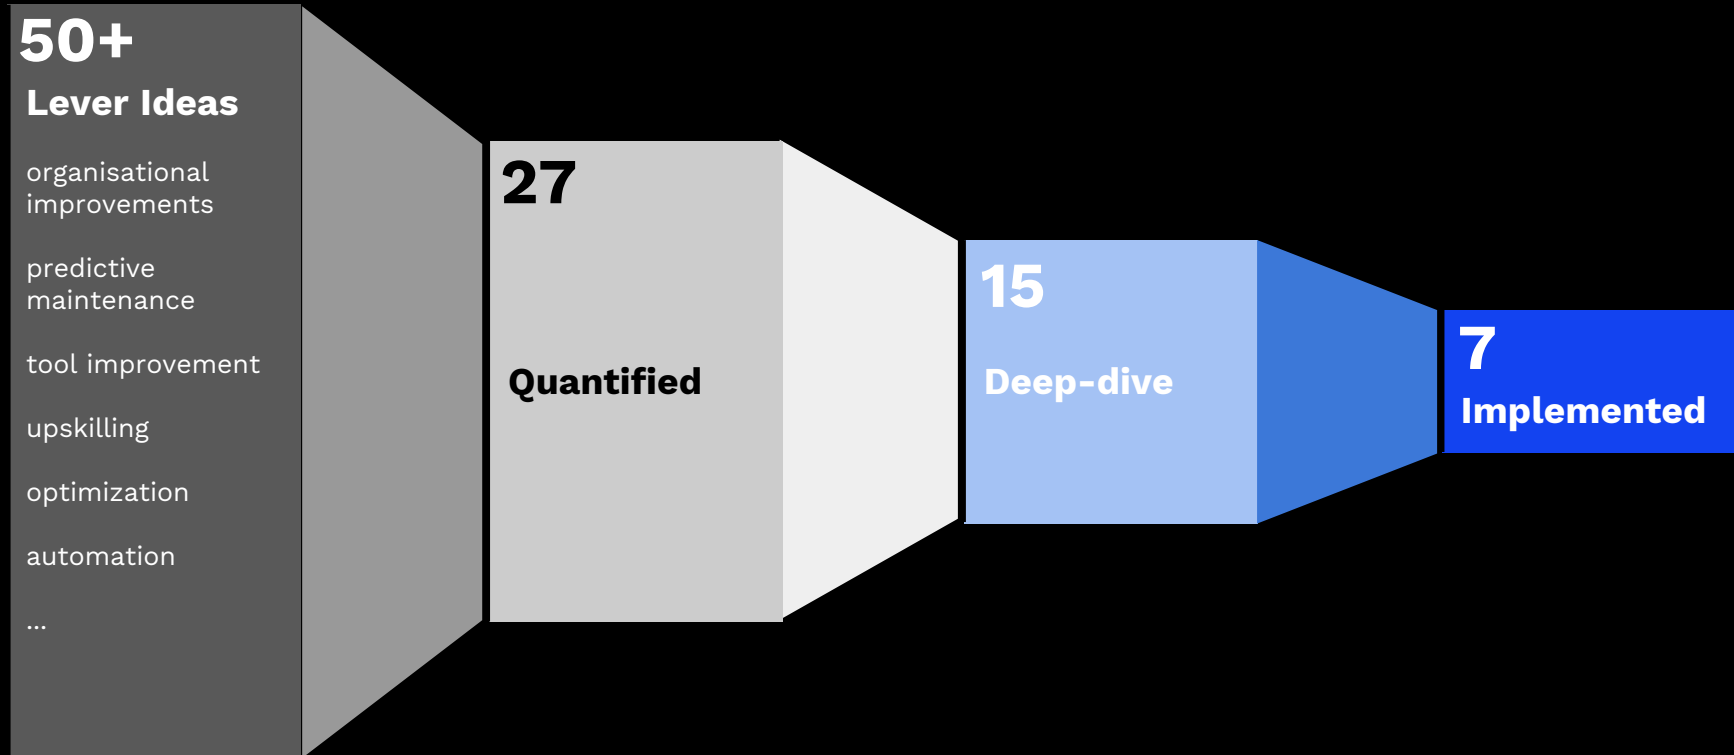 50+
Lever Ideas
organisational
improvements
predictive
maintenance
tool improvement
upskilling
optimization
automation
...
27
Quantified
15
Deep-dive
7
Implemented